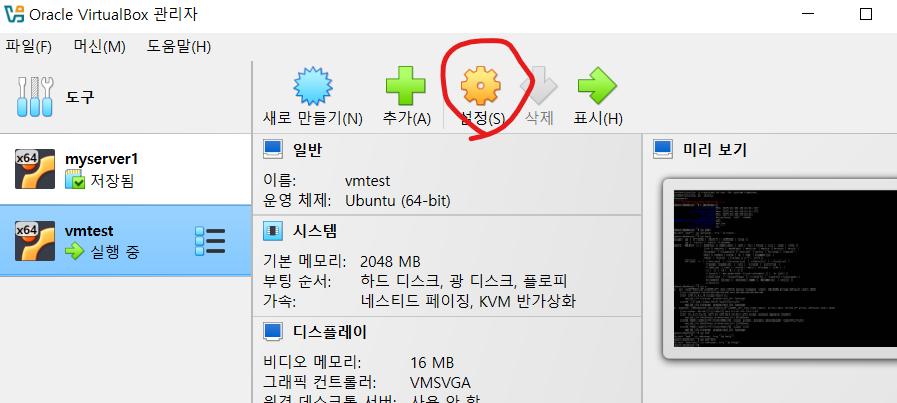 Oracle VirtualBox 관리자
파일(F) 머신(M) 도움말(H)
도구
새로 만들기(N) 추가(A) 설정(S) 삭제 표시(H)
x64 myserver1
저장됨
x64 vmtest
실행 중
일반
이름: vmtest
운영 체제: Ubuntu (64-bit)
시스템
기본 메모리: 2048 MB
부팅 순서: 하드 디스크, 광 디스크, 플로피
가속: 네스티드 페이징, KVM 반가상화
디스플레이
비디오 메모리: 16 MB
그래픽 컨트롤러: VMSVGA
원격 데스크톱 서버: 사용 안 함
미리 보기